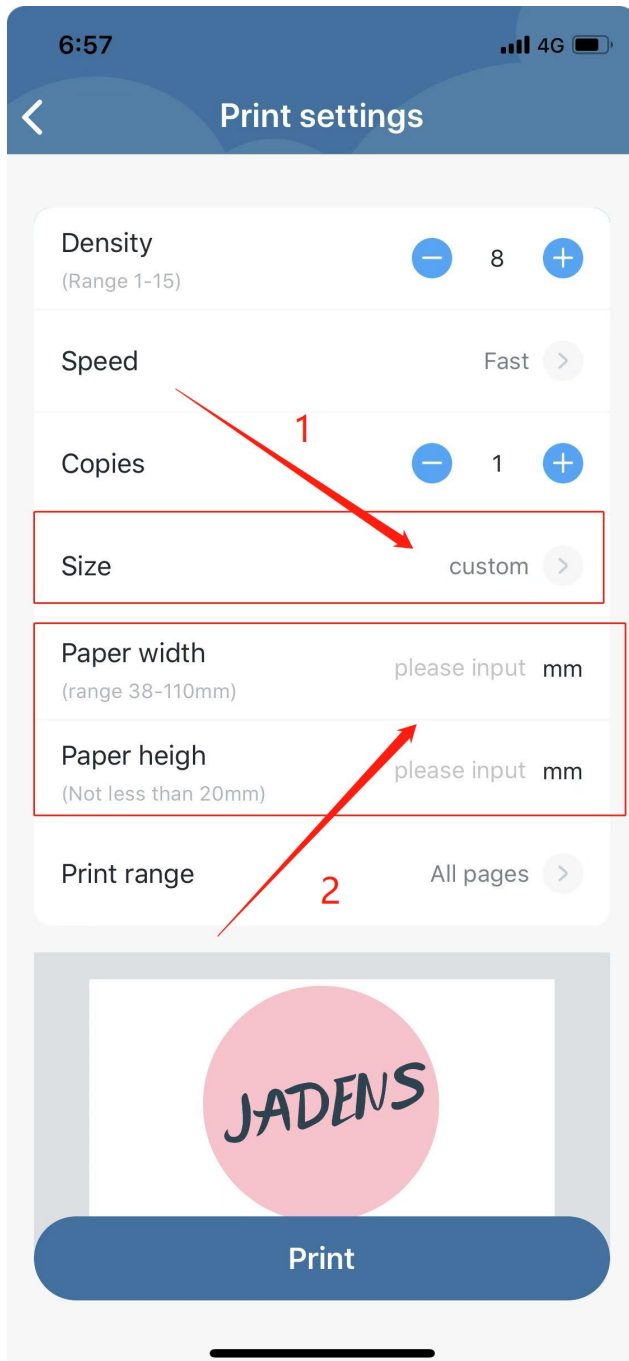 6:57
4G
Print settings
Density
8
(Range 1-15)
Speed
Fast
1
Copies
1
Size
custom
Paper width
please input mm
(range 38-110mm)
Paper heigh
please input mm
(Not less than 20mm)
Print range
All pages
2
JADENS
Print